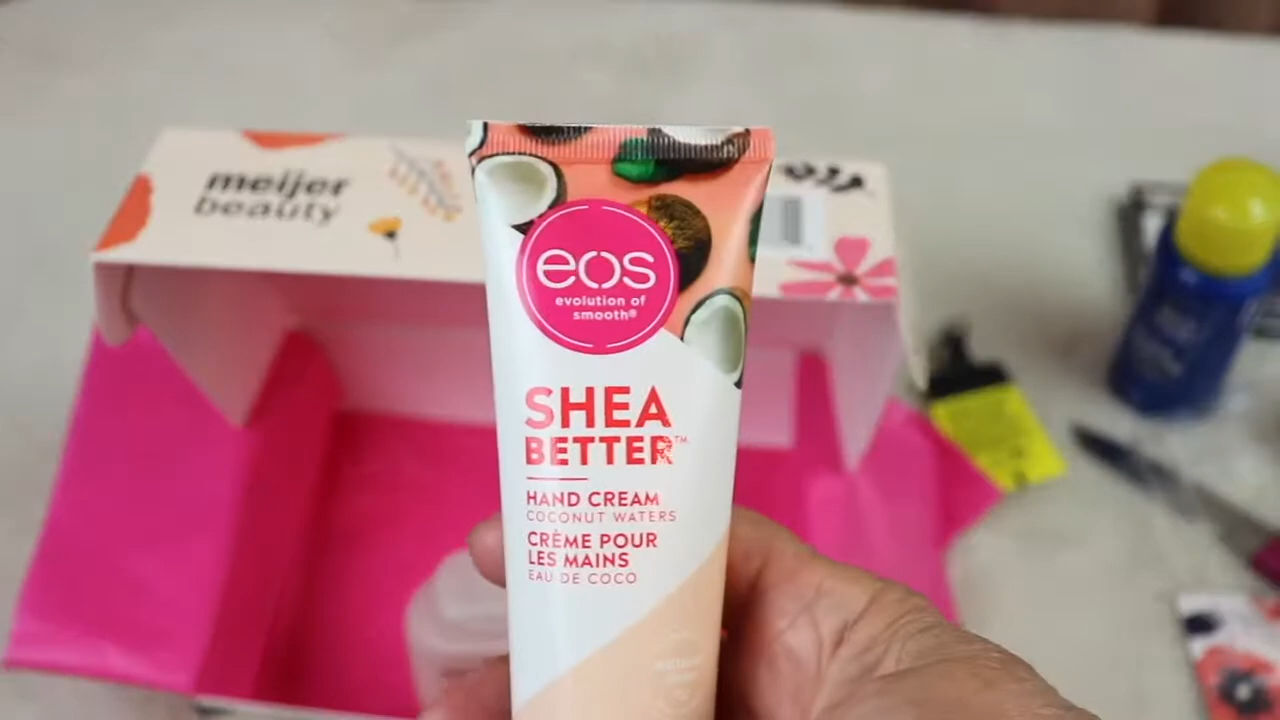 meijer
beauty
eos
evolution of
smooth®
SHEA
BETTER™
HAND CREAM
COCONUT WATERS
CRÈME POUR
LES MAINS
EAU DE COCO